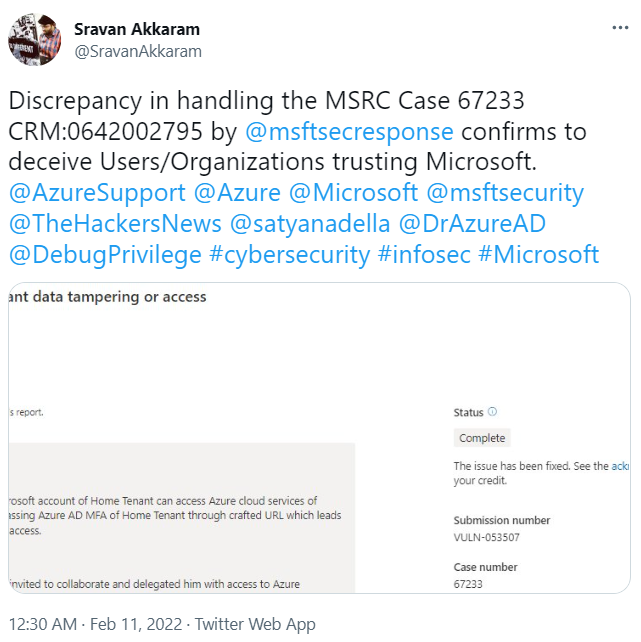 Sravan Akkaram
@SravanAkkaram
Discrepancy in handling the MSRC Case 67233
CRM:0642002795 by @msftsecresponse confirms to
deceive Users/Organizations trusting Microsoft.
@AzureSupport @Azure @Microsoft @msftsecurity
@TheHackersNews @satyanadella @DrAzureAD
@DebugPrivilege #cybersecurity #infosec #Microsoft
ant data tampering or access
s report.
Status
Complete
The issue has been fixed. See the ackn
your credit.
rosoft account of Home Tenant can access Azure cloud services of
assing Azure AD MFA of Home Tenant through crafted URL which leads
access.
Submission number
VULN-053507
Case number
67233
invited to collaborate and delegated him with access to Azure
12:30 AM · Feb 11, 2022 · Twitter Web App